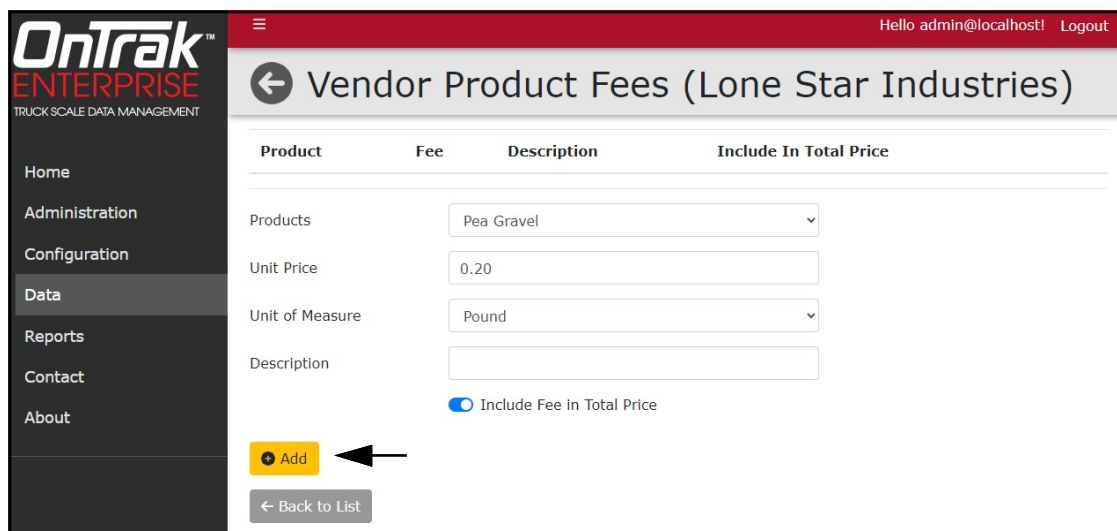 OnTrak™
ENTERPRISE
TRUCK SCALE DATA MANAGEMENT
Home
Administration
Configuration
Data
Reports
Contact
About
Hello admin@localhost! Logout
Vendor Product Fees (Lone Star Industries)
Product Fee Description Include In Total Price
Products Pea Gravel
Unit Price 0.20
Unit of Measure Pound
Description
Include Fee in Total Price
Add
Back to List